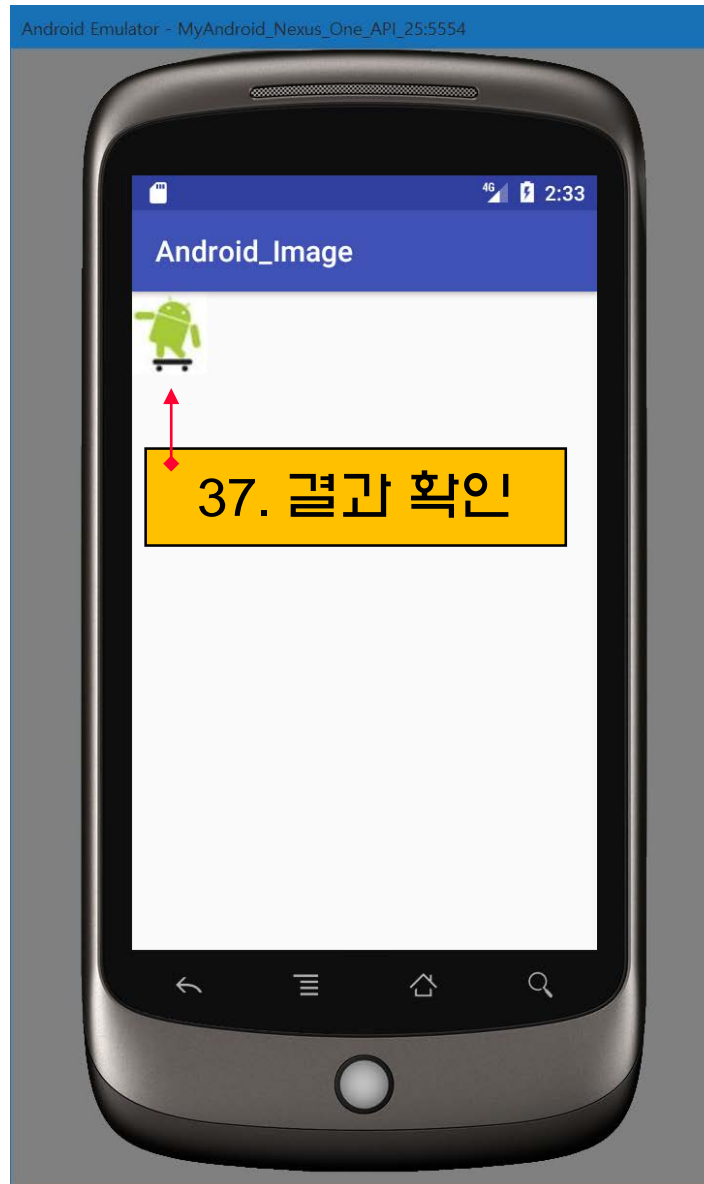 Android Emulator - MyAndroid_Nexus_One_API_25:5554
4G 2:33
Android_Image
37. 결과 확인